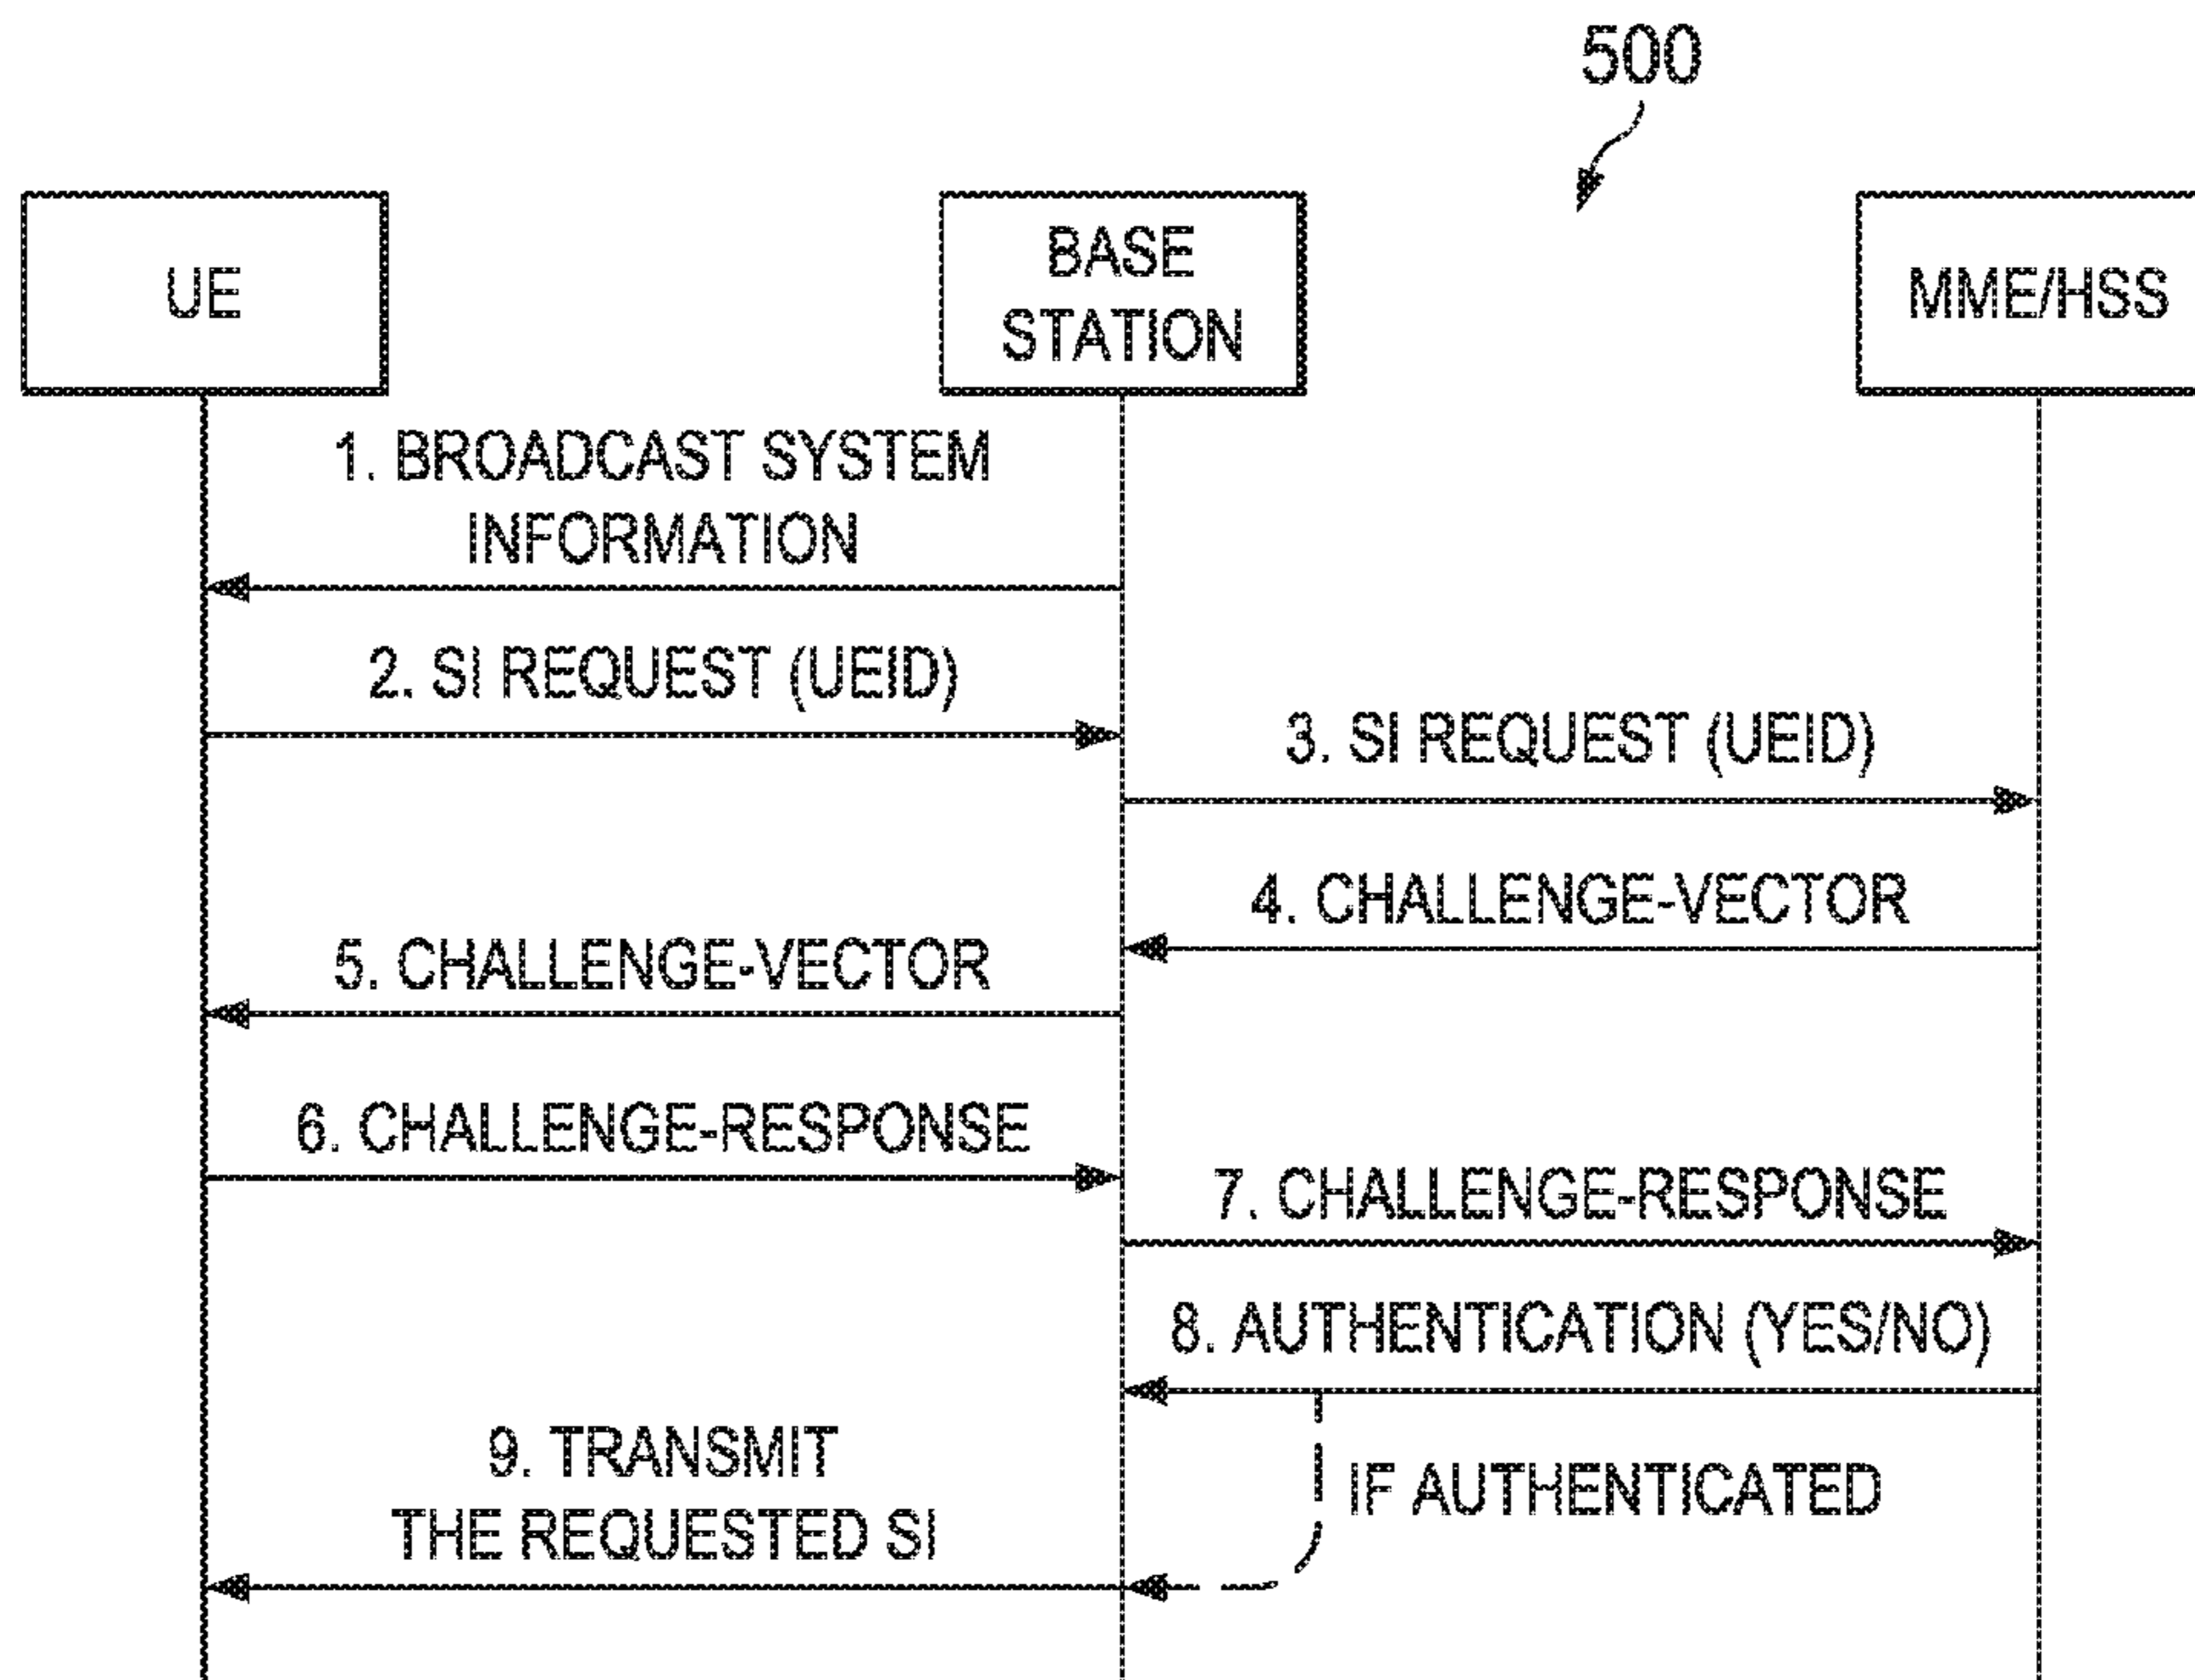 500
UE
BASE
STATION
MME/HSS
1. BROADCAST SYSTEM
INFORMATION
2. SI REQUEST (UEID)
3. SI REQUEST (UEID)
4. CHALLENGE-VECTOR
5. CHALLENGE-VECTOR
6. CHALLENGE-RESPONSE
7. CHALLENGE-RESPONSE
8. AUTHENTICATION (YES/NO)
9. TRANSMIT
THE REQUESTED SI
IF AUTHENTICATED